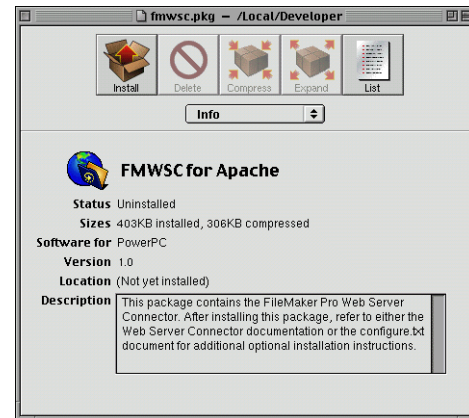 fmwsc.pkg — /Local/Developer
Install Delete Compress Expand List
Info
FMWSC for Apache
Status Uninstalled
Sizes 403KB installed, 306KB compressed
Software for PowerPC
Version 1.0
Location (Not yet installed)
Description This package contains the FileMaker Pro Web Server
Connector. After installing this package, refer to either the
Web Server Connector documentation or the configure.txt
document for additional optional installation instructions.